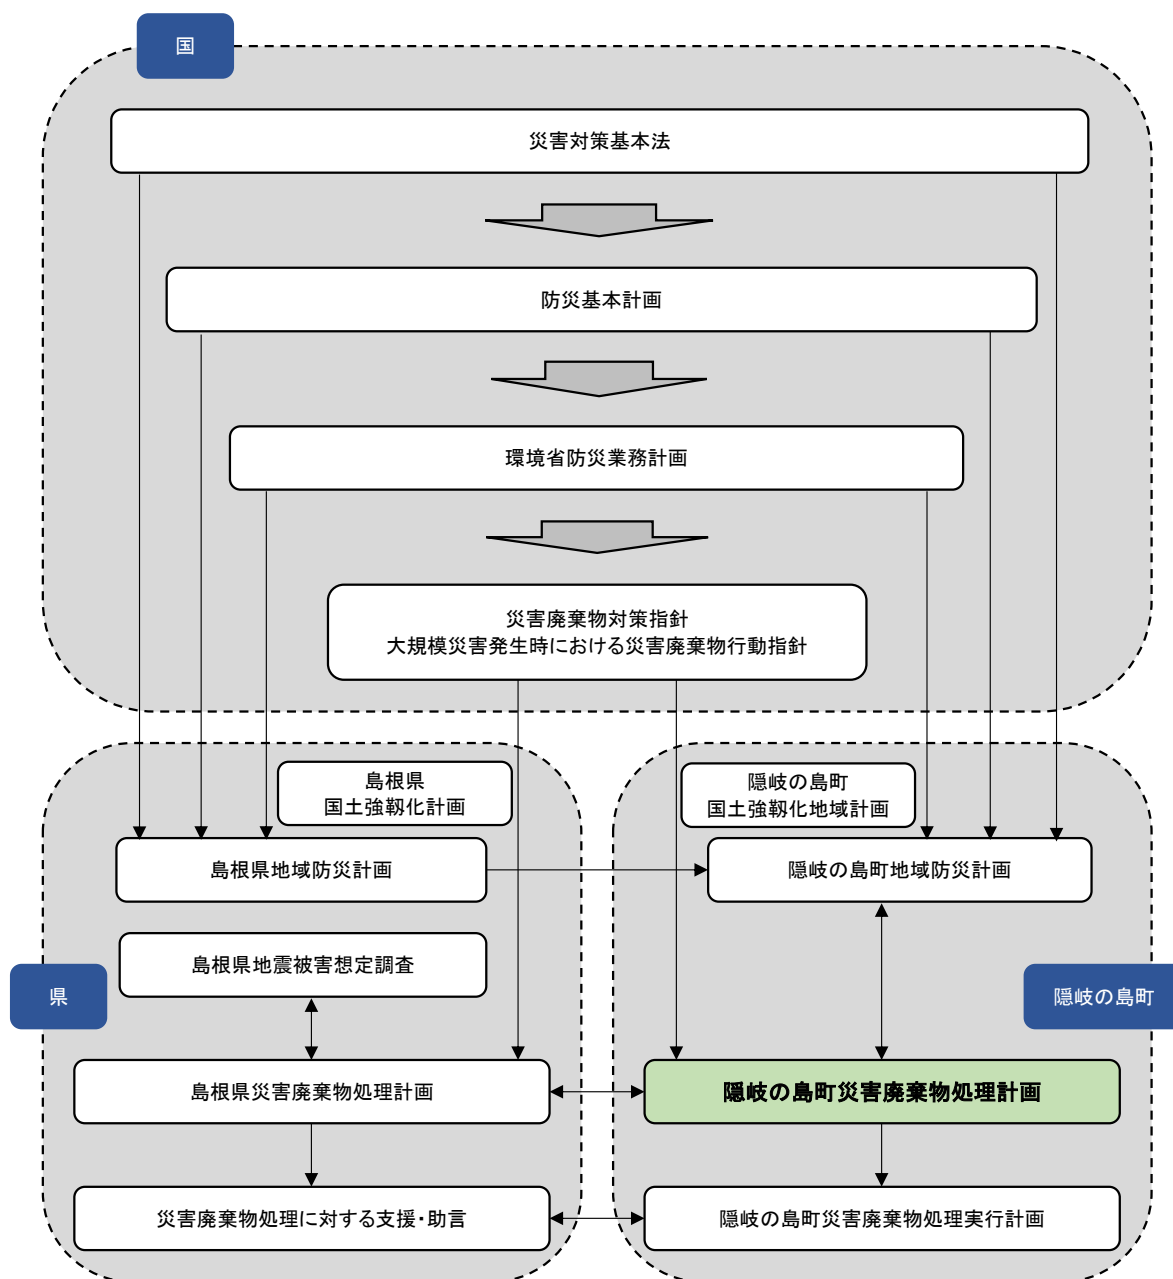 国
災害対策基本法
防災基本計画
環境省防災業務計画
災害廃棄物対策指針
大規模災害発生時における災害廃棄物行動指針
島根県
国土強靱化計画
隠岐の島町
国土強靱化地域計画
島根県地域防災計画
隠岐の島町地域防災計画
島根県地震被害想定調査
県
隠岐の島町
島根県災害廃棄物処理計画
隠岐の島町災害廃棄物処理計画
災害廃棄物処理に対する支援・助言
隠岐の島町災害廃棄物処理実行計画